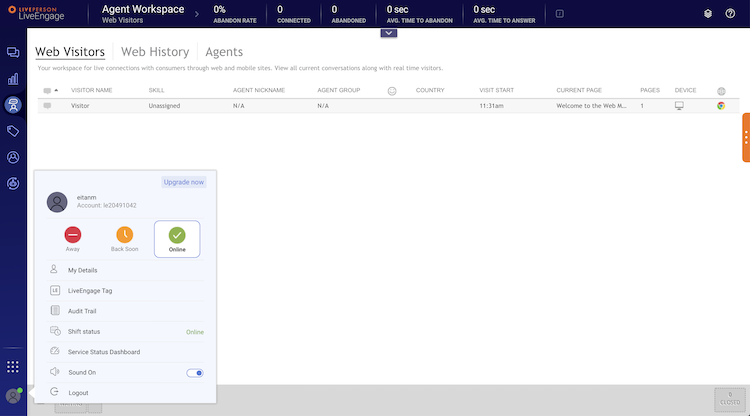 LIVEPERSON
LiveEngage
Agent Workspace
Web Visitors
0%
ABANDON RATE
0
CONNECTED
0
ABANDONED
0 sec
AVG. TIME TO ABANDON
0 sec
AVG. TIME TO ANSWER
Web Visitors
Web History
Agents
Your workspace for live connections with consumers through web and mobile sites. View all current conversations along with real time visitors.
VISITOR NAME SKILL AGENT NICKNAME AGENT GROUP COUNTRY VISIT START CURRENT PAGE PAGES DEVICE
Visitor Unassigned N/A N/A 11:31am Welcome to the Web M... 1
Upgrade now
eitanm
Account: le20491042
Away Back Soon Online
My Details
LE LiveEngage Tag
Audit Trail
Shift status Online
Service Status Dashboard
Sound On
Logout
0
CLOSED